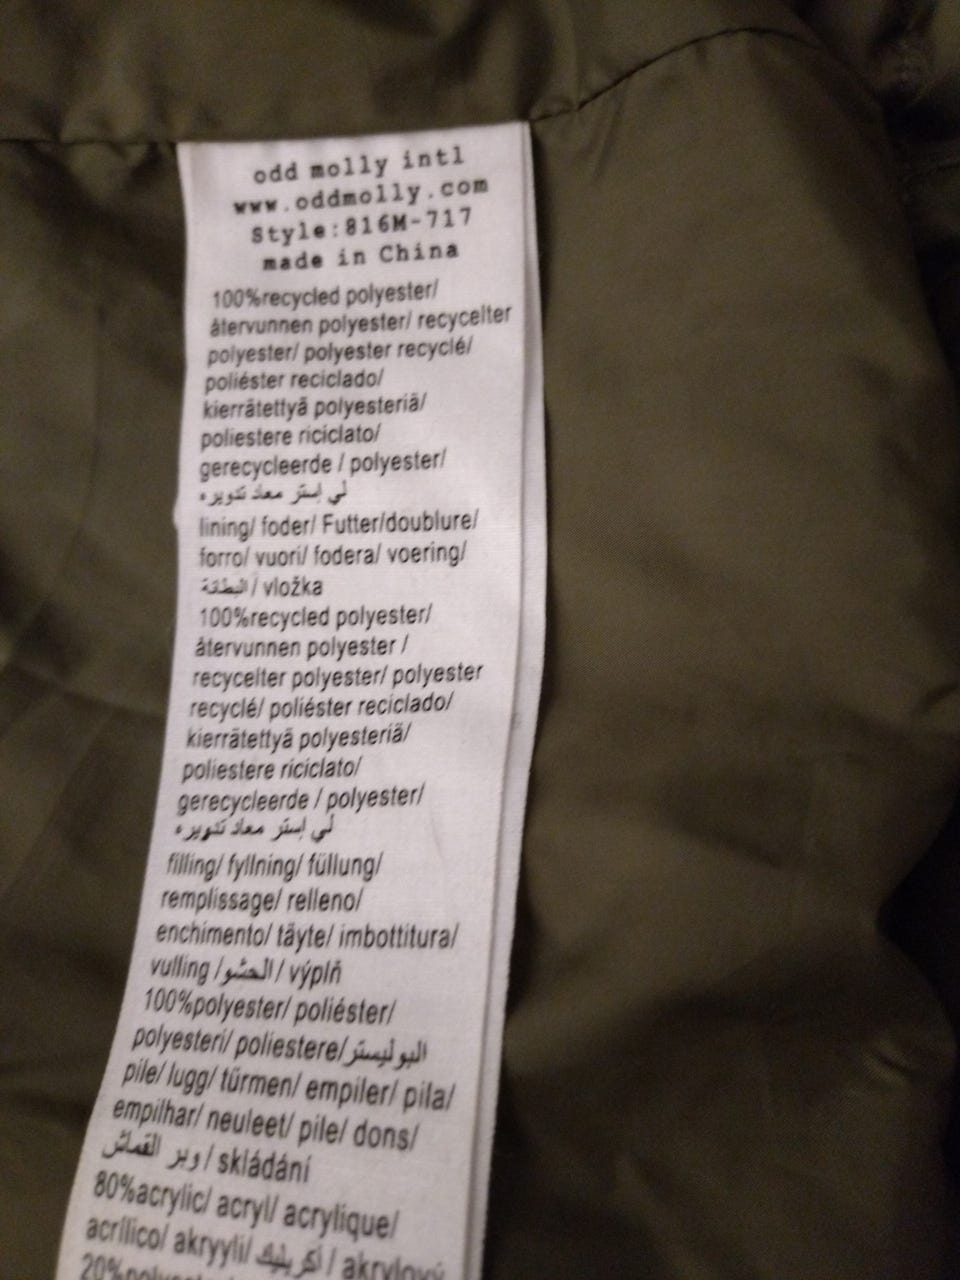 odd molly intl
www.oddmolly.com
Style:816M-717
made in China
100%recycled polyester/
återvunnen polyester/ recycelter
polyester/ polyester recyclé/
poliéster reciclado/
kierrätettyä polyesteriä/
poliestere riciclato/
gerecycleerde / polyester/
لي إستر معاد تدويره
lining/ foder/ Futter/doublure/
forro/ vuori/ fodera/ voering/
البطانة / vložka
100%recycled polyester/
återvunnen polyester /
recycelter polyester/ polyester
recyclé/ poliéster reciclado/
kierrätettyä polyesteriä/
poliestere riciclato/
gerecycleerde / polyester/
لي إستر معاد تدويره
filling/ fyllning/ füllung/
remplissage/ relleno/
enchimento/ täyte/ imbottitura/
vulling /الحشو / výplň
100%polyester/ poliéster/
polyesteri/ poliestere/البوليستر
pile/ lugg/ türmen/ empiler/ pila/
empilhar/ neuleet/ pile/ dons/
وبر القماش / skládání
80%acrylic/ acryl/ acrylique/
acrílico/ akryyli/ أكريليك / akrylový